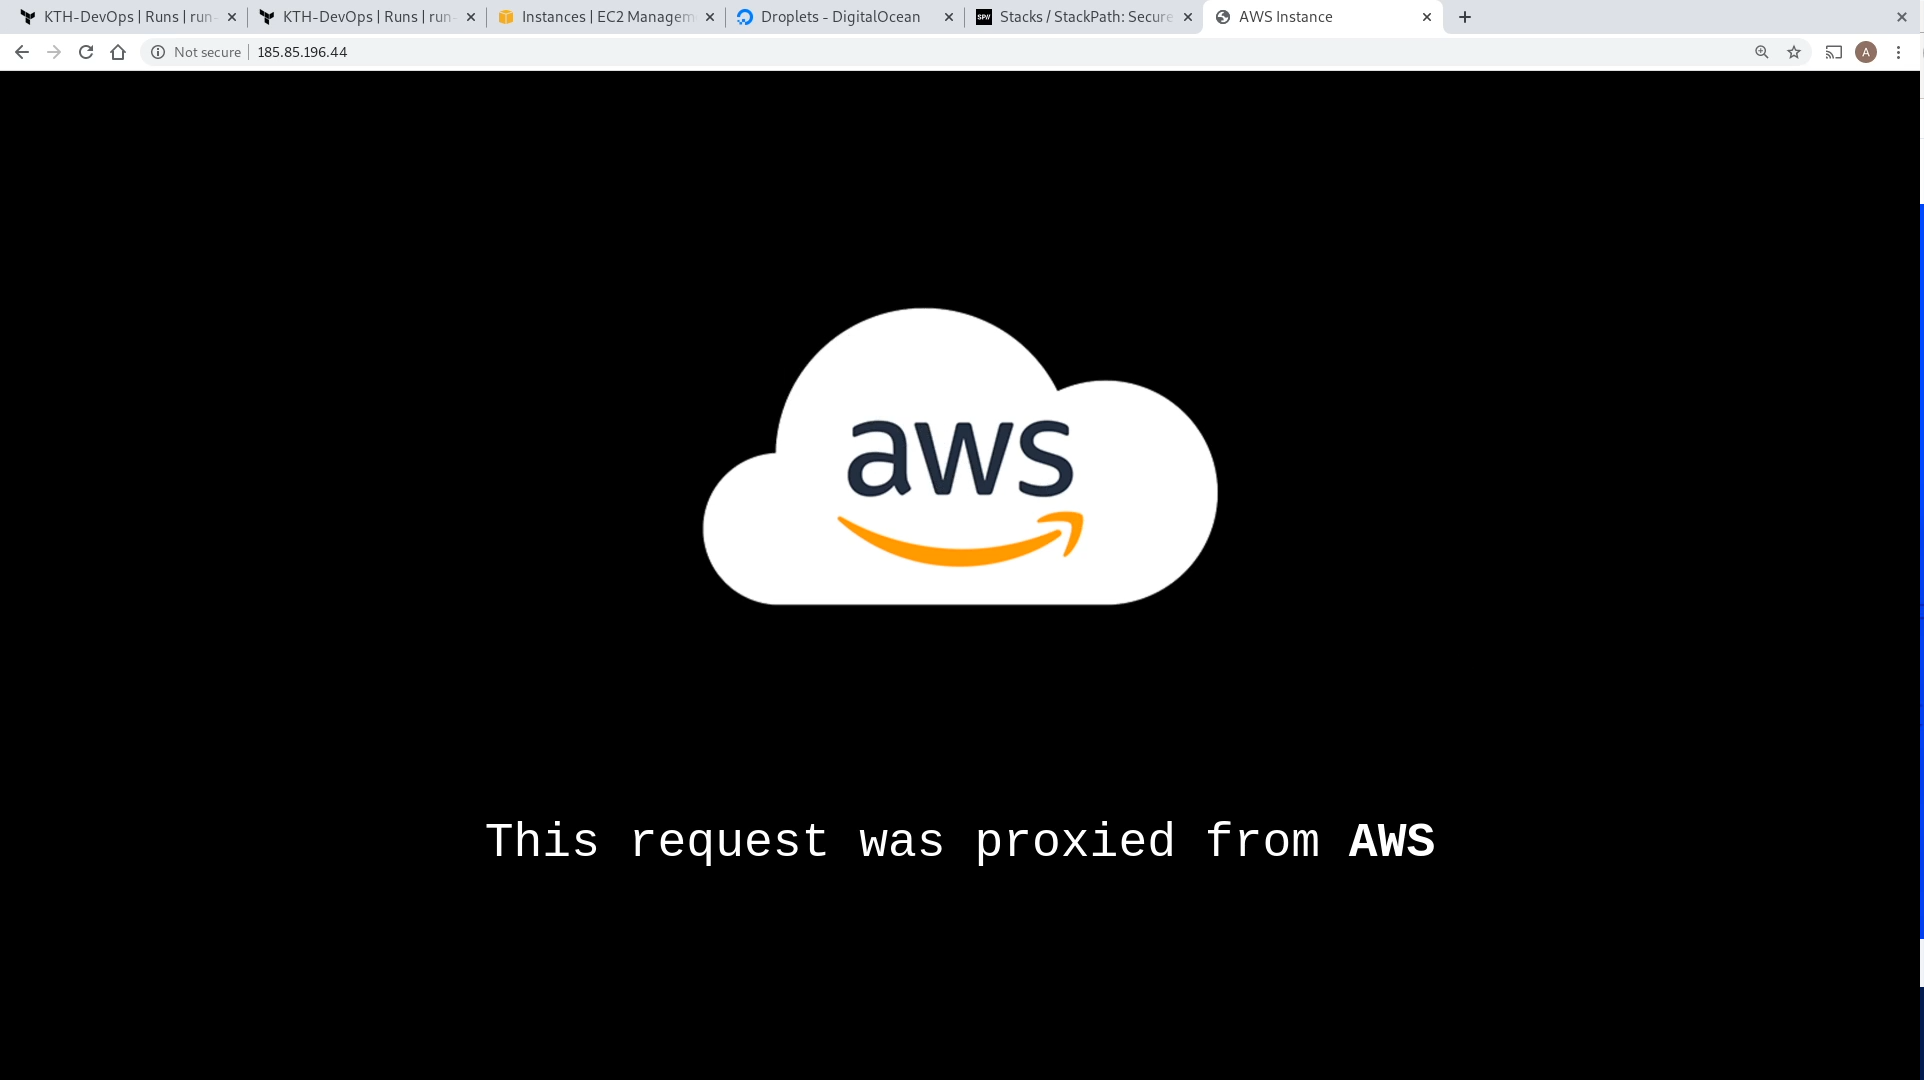 KTH-DevOps | Runs | run-
KTH-DevOps | Runs | run-
Instances | EC2 Managem
Droplets - DigitalOcean
SP//
Stacks / StackPath: Secure
AWS Instance
Not secure | 185.85.196.44
A
aws
This request was proxied from AWS